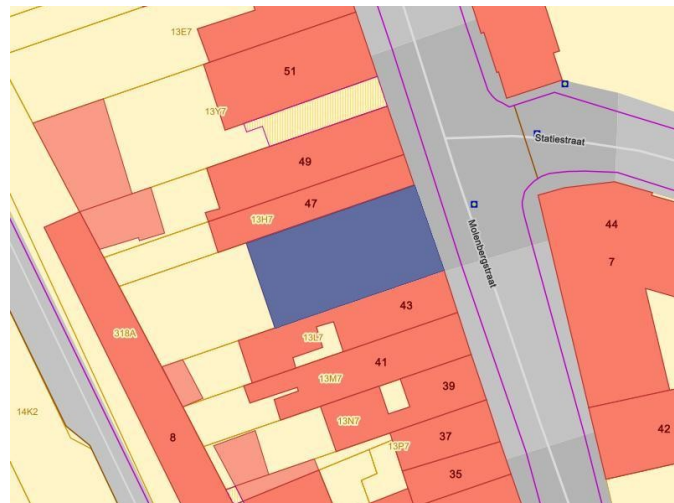 13E7
51
13Y7
Statiestraat
49
47
13H7
44
Molenbergstraat
7
43
318A
13L7
41
13M7
39
14K2
13N7
37
42
8
13P7
35